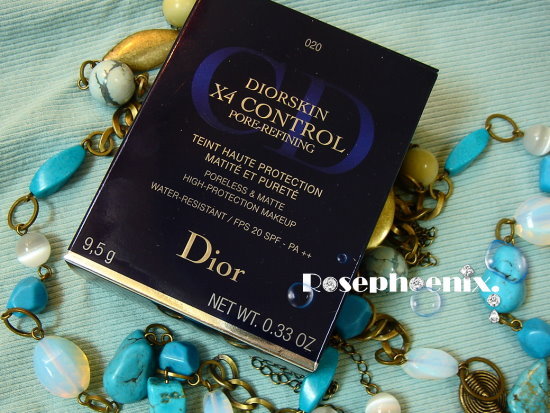 020
CD
DIORSKIN
X4 CONTROL
PORE-REFINING
TEINT HAUTE PROTECTION
MATITÉ ET PURETÉ
PORELESS & MATTE
HIGH-PROTECTION MAKEUP
WATER-RESISTANT / FPS 20 SPF - PA ++
9,5 g
Dior
NET WT. 0.33 OZ
Rosephoenix.